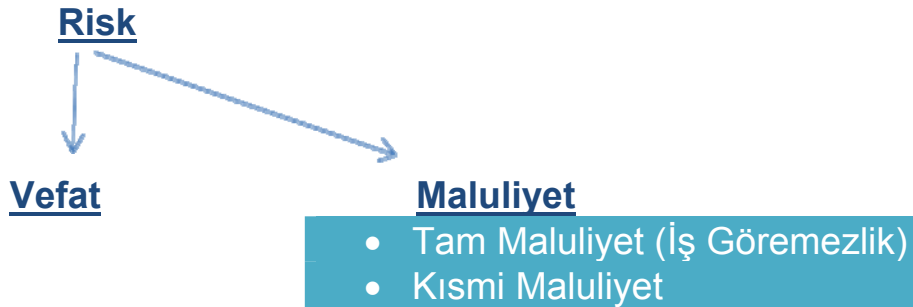 Risk
Vefat
Maluliyet
• Tam Maluliyet (İş Göremezlik)
• Kısmi Maluliyet